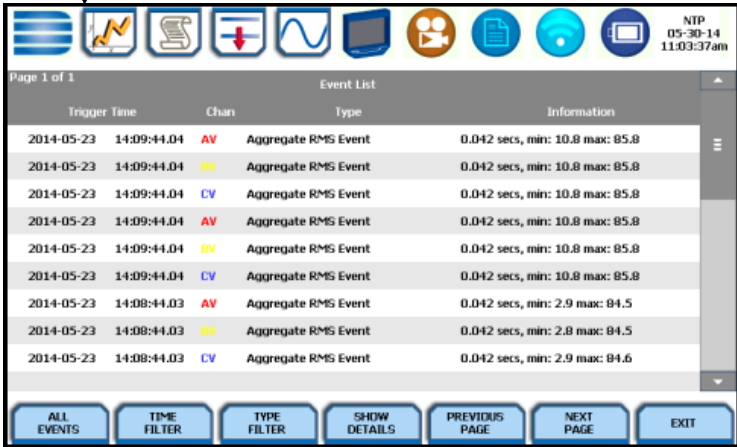 NTP
05-30-14
11:03:37am
Page 1 of 1
Event List
Trigger Time Chan Type Information
2014-05-23 14:09:44.04 AV Aggregate RMS Event 0.042 secs, min: 10.8 max: 85.8
2014-05-23 14:09:44.04 BV Aggregate RMS Event 0.042 secs, min: 10.8 max: 85.8
2014-05-23 14:09:44.04 CV Aggregate RMS Event 0.042 secs, min: 10.8 max: 85.8
2014-05-23 14:09:44.04 AV Aggregate RMS Event 0.042 secs, min: 10.8 max: 85.8
2014-05-23 14:09:44.04 BV Aggregate RMS Event 0.042 secs, min: 10.8 max: 85.8
2014-05-23 14:09:44.04 CV Aggregate RMS Event 0.042 secs, min: 10.8 max: 85.8
2014-05-23 14:08:44.03 AV Aggregate RMS Event 0.042 secs, min: 2.9 max: 84.5
2014-05-23 14:08:44.03 BV Aggregate RMS Event 0.042 secs, min: 2.8 max: 84.5
2014-05-23 14:08:44.03 CV Aggregate RMS Event 0.042 secs, min: 2.9 max: 84.6
ALL EVENTS TIME FILTER TYPE FILTER SHOW DETAILS PREVIOUS PAGE NEXT PAGE EXIT